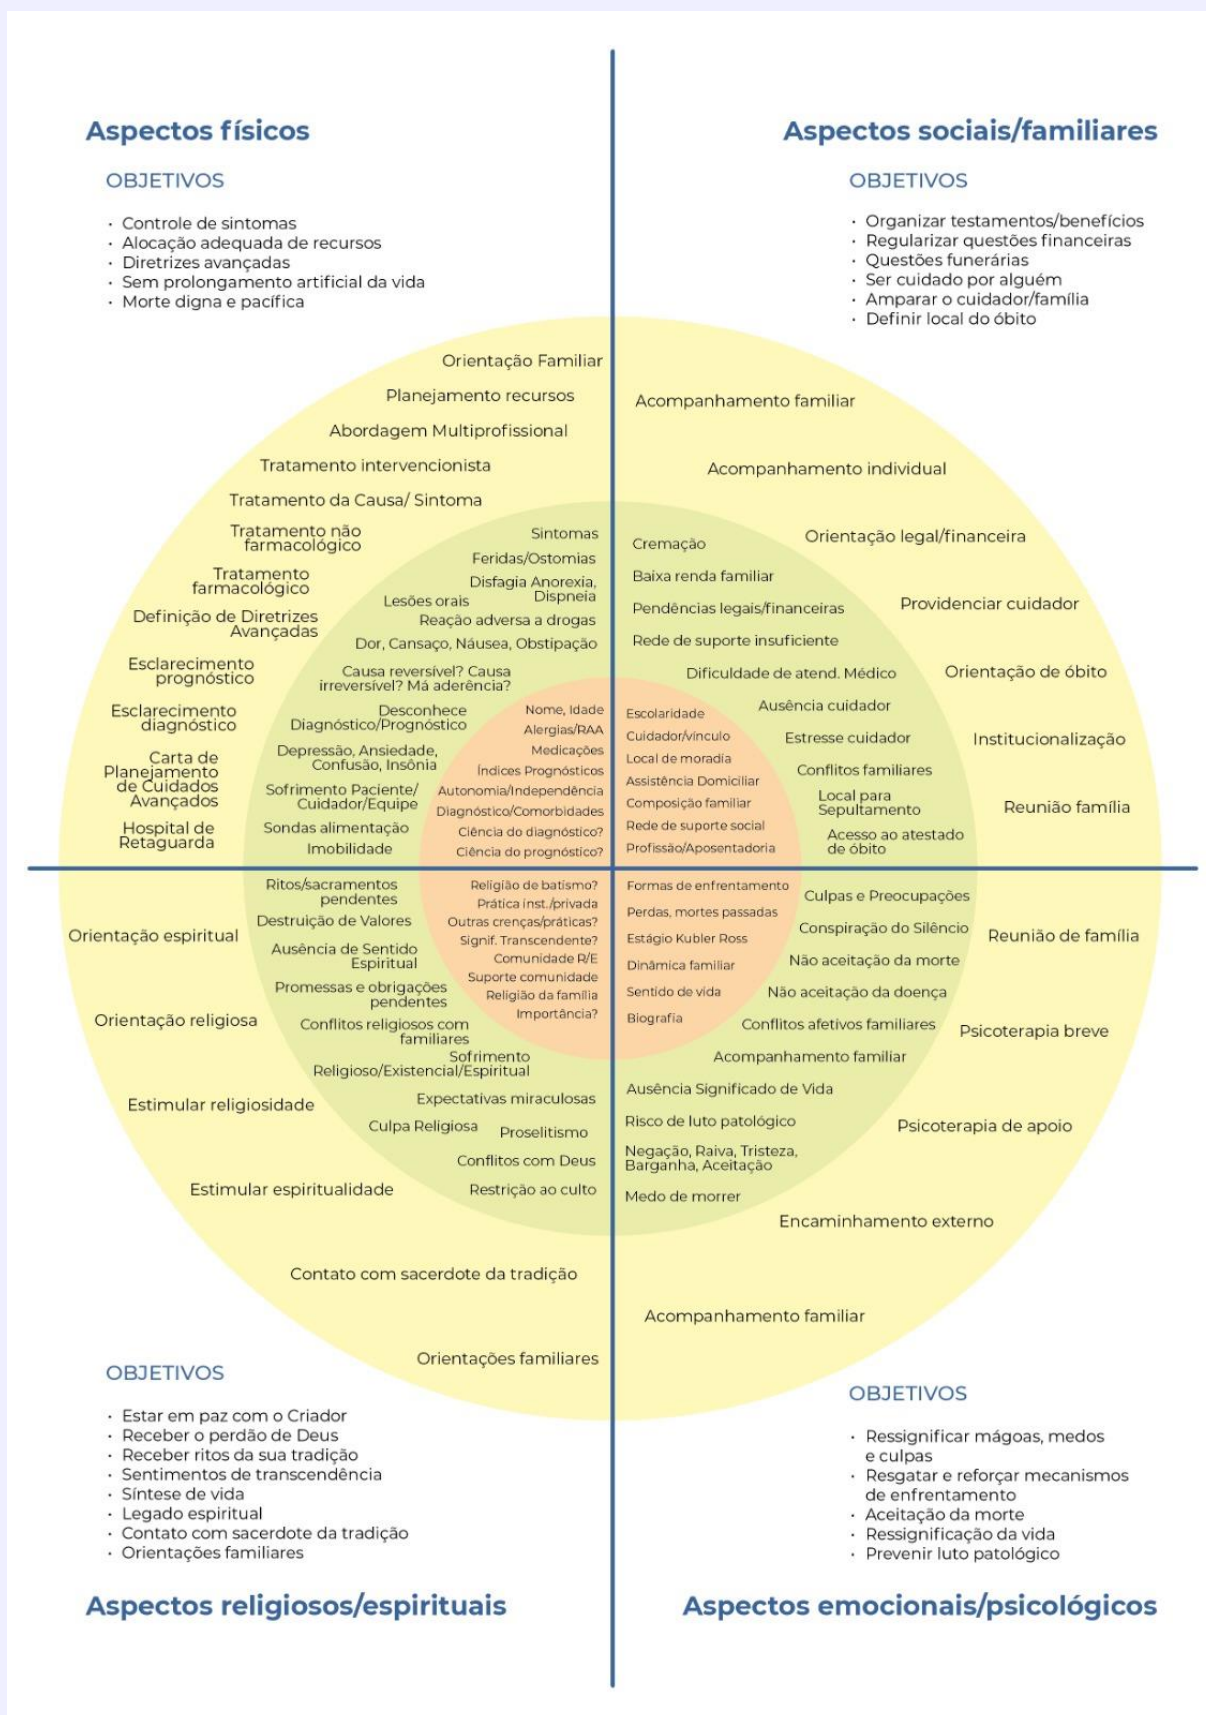 Aspectos físicos
OBJETIVOS
· Controle de sintomas
· Alocação adequada de recursos
· Diretrizes avançadas
· Sem prolongamento artificial da vida
· Morte digna e pacífica
Aspectos sociais/familiares
OBJETIVOS
· Organizar testamentos/benefícios
· Regularizar questões financeiras
· Questões funerárias
· Ser cuidado por alguém
· Amparar o cuidador/família
· Definir local do óbito
Orientação Familiar
Planejamento recursos
Abordagem Multiprofissional
Tratamento intervencionista
Tratamento da Causa/ Sintoma
Tratamento não
farmacológico
Tratamento
farmacológico
Definição de Diretrizes
Avançadas
Esclarecimento
prognóstico
Esclarecimento
diagnóstico
Carta de
Planejamento
de Cuidados
Avançados
Hospital de
Retaguarda
Sintomas
Feridas/Ostomias
Disfagia Anorexia,
Dispneia
Lesões orais
Reação adversa a drogas
Dor, Cansaço, Náusea, Obstipação
Causa reversível? Causa
irreversível? Má aderência?
Desconhece
Diagnóstico/Prognóstico
Depressão, Ansiedade,
Confusão, Insônia
Sofrimento Paciente/
Cuidador/Equipe
Sondas alimentação
Imobilidade
Nome, Idade
Alergias/RAA
Medicações
Índices Prognósticos
Autonomia/Independência
Diagnóstico/Comorbidades
Ciência do diagnóstico?
Ciência do prognóstico?
Escolaridade
Cuidador/vínculo
Local de moradia
Assistência Domiciliar
Composição familiar
Rede de suporte social
Profissão/Aposentadoria
Cremação
Baixa renda familiar
Pendências legais/financeiras
Rede de suporte insuficiente
Dificuldade de atend. Médico
Ausência cuidador
Estresse cuidador
Conflitos familiares
Local para
Sepultamento
Acesso ao atestado
de óbito
Acompanhamento familiar
Acompanhamento individual
Orientação legal/financeira
Providenciar cuidador
Orientação de óbito
Institucionalização
Reunião família
Orientação espiritual
Orientação religiosa
Estimular religiosidade
Estimular espiritualidade
Contato com sacerdote da tradição
Orientações familiares
Ritos/sacramentos
pendentes
Destruição de Valores
Ausência de Sentido
Espiritual
Promessas e obrigações
pendentes
Conflitos religiosos com
familiares
Sofrimento
Religioso/Existencial/Espiritual
Expectativas miraculosas
Culpa Religiosa
Proselitismo
Conflitos com Deus
Restrição ao culto
Religião de batismo?
Prática inst./privada
Outras crenças/práticas?
Signif. Transcendente?
Comunidade R/E
Suporte comunidade
Religião da família
Importância?
Formas de enfrentamento
Perdas, mortes passadas
Estágio Kubler Ross
Dinâmica familiar
Sentido de vida
Biografia
Culpas e Preocupações
Conspiração do Silêncio
Não aceitação da morte
Não aceitação da doença
Conflitos afetivos familiares
Acompanhamento familiar
Ausência Significado de Vida
Risco de luto patológico
Negação, Raiva, Tristeza,
Barganha, Aceitação
Medo de morrer
Reunião de família
Psicoterapia breve
Psicoterapia de apoio
Encaminhamento externo
Acompanhamento familiar
OBJETIVOS
· Estar em paz com o Criador
· Receber o perdão de Deus
· Receber ritos da sua tradição
· Sentimentos de transcendência
· Síntese de vida
· Legado espiritual
· Contato com sacerdote da tradição
· Orientações familiares
Aspectos religiosos/espirituais
OBJETIVOS
· Ressignificar mágoas, medos
e culpas
· Resgatar e reforçar mecanismos
de enfrentamento
· Aceitação da morte
· Ressignificação da vida
· Prevenir luto patológico
Aspectos emocionais/psicológicos